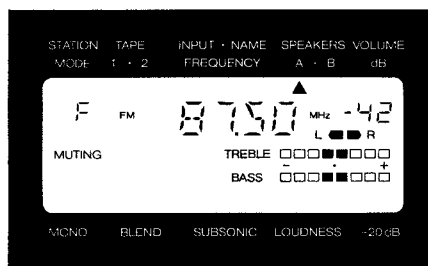 STATION TAPE INPUT · NAME SPEAKERS VOLUME
MODE 1 · 2 FREQUENCY A · B dB
F FM 87.50 MHz -42
L R
MUTING TREBLE
- · +
BASS
MONO BLEND SUBSONIC LOUDNESS -20dB